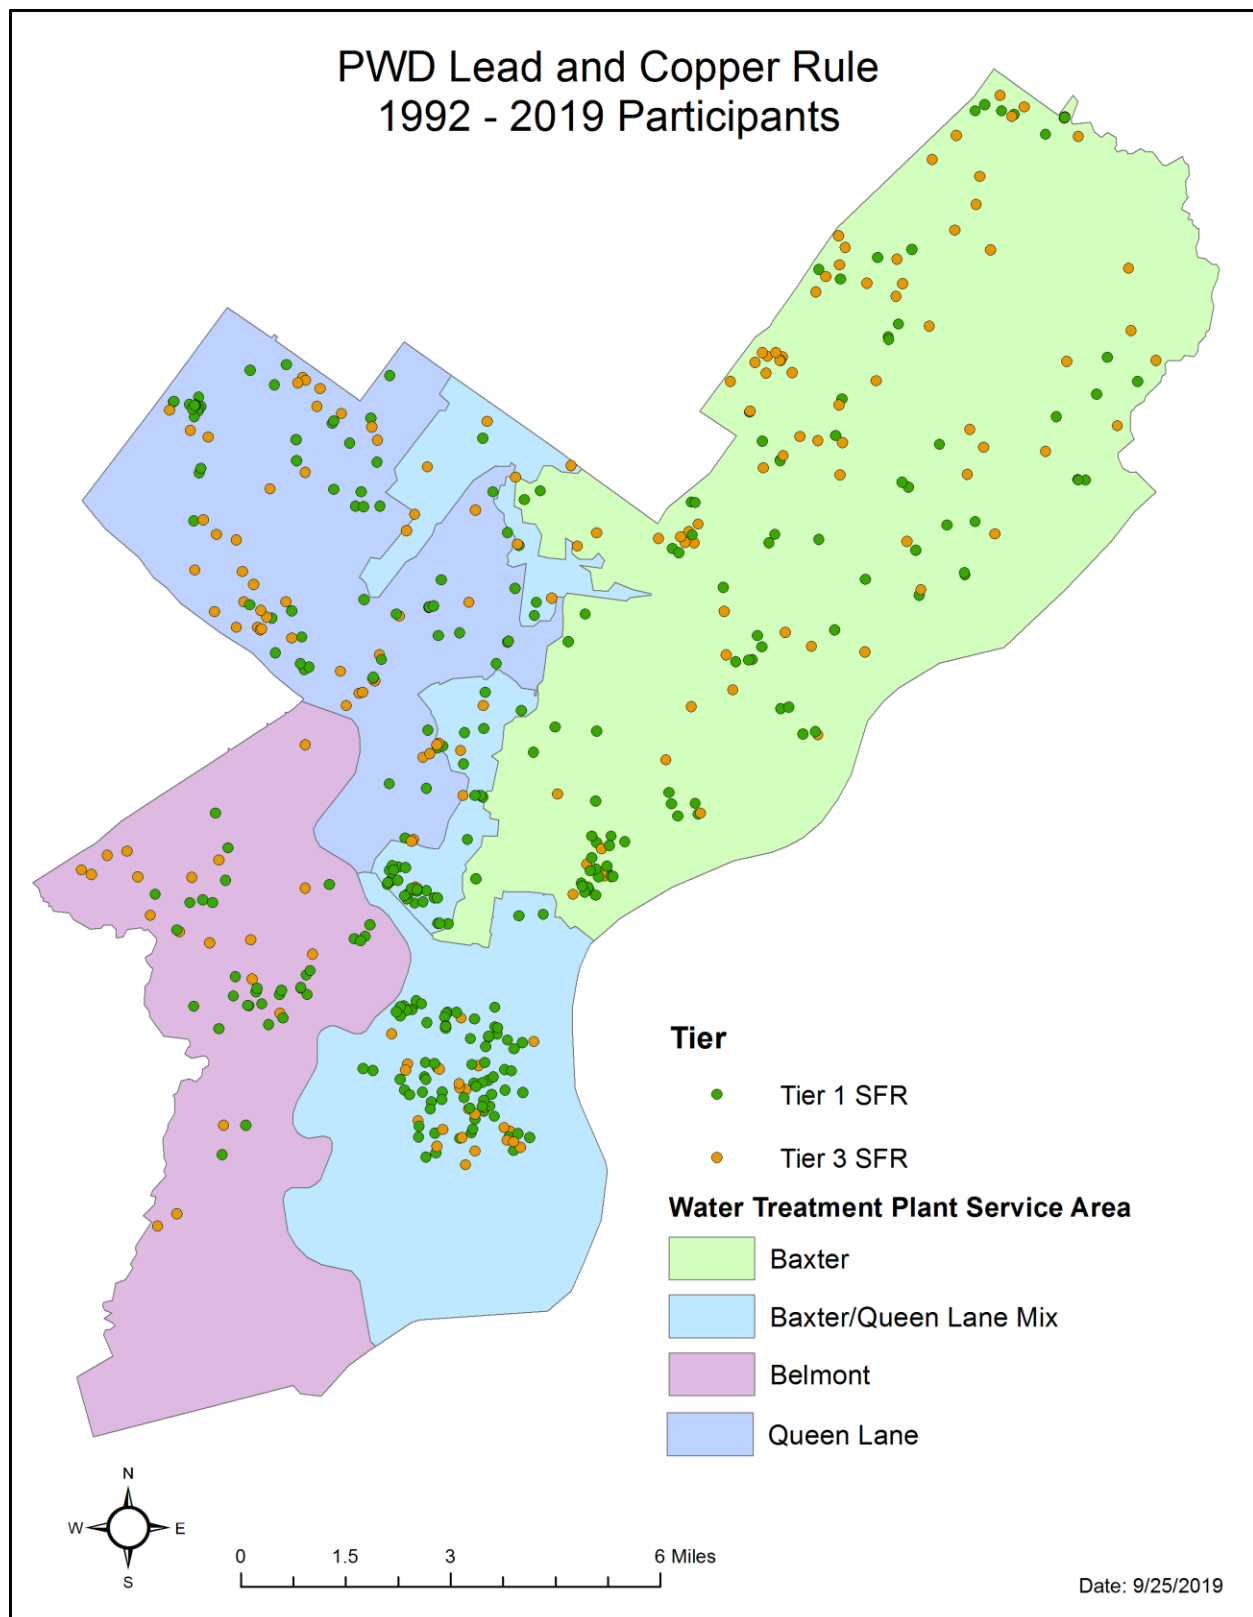 PWD Lead and Copper Rule
1992 - 2019 Participants
Tier
Tier 1 SFR
Tier 3 SFR
Water Treatment Plant Service Area
Baxter
Baxter/Queen Lane Mix
Belmont
Queen Lane
N
W E
S
0 1.5 3 6 Miles
Date: 9/25/2019